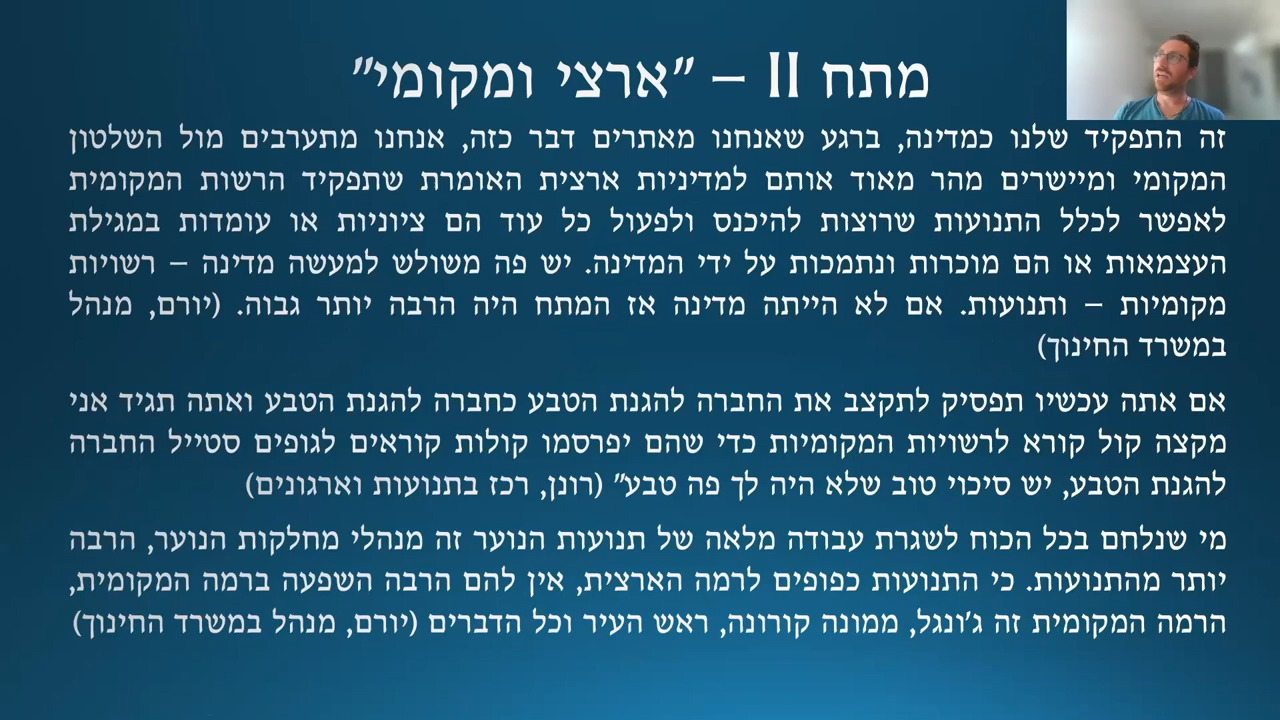 מתח II – "ארצי ומקומי"
זה התפקיד שלנו כמדינה, ברגע שאנחנו מאתרים דבר כזה, אנחנו מתערבים מול השלטון
המקומי ומיישרים מהר מאוד אותם למדיניות ארצית האומרת שתפקיד הרשות המקומית
לאפשר לכלל התנועות שרוצות להיכנס ולפעול כל עוד הם ציוניות או עומדות במגילת
העצמאות או הם מוכרות ונתמכות על ידי המדינה. יש פה משולש למעשה מדינה – רשויות
מקומיות – ותנועות. אם לא הייתה מדינה אז המתח היה הרבה יותר גבוה. (יורם, מנהל
במשרד החינוך)
אם אתה עכשיו תפסיק לתקצב את החברה להגנת הטבע כחברה להגנת הטבע ואתה תגיד אני
מקצה קול קורא לרשויות המקומיות כדי שהם יפרסמו קולות קוראים לגופים סטייל החברה
להגנת הטבע, יש סיכוי טוב שלא היה לך פה טבע" (רונן, רכז בתנועות וארגונים)
מי שנלחם בכל הכוח לשגרת עבודה מלאה של תנועות הנוער זה מנהלי מחלקות הנוער, הרבה
יותר מהתנועות. כי התנועות כפופים לרמה הארצית, אין להם הרבה השפעה ברמה המקומית,
הרמה המקומית זה ג'ונגל, ממונה קורונה, ראש העיר וכל הדברים (יורם, מנהל במשרד החינוך)